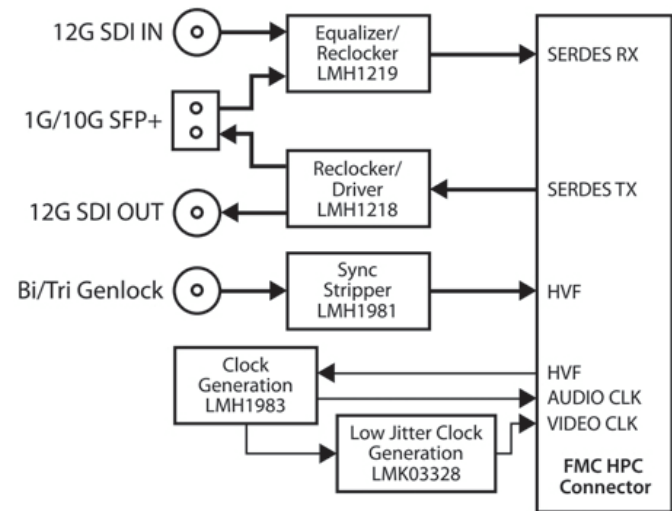 12G SDI IN
Equalizer/
Reclocker
LMH1219
SERDES RX
1G/10G SFP+
Reclocker/
Driver
LMH1218
SERDES TX
12G SDI OUT
Bi/Tri Genlock
Sync
Stripper
LMH1981
HVF
Clock
Generation
LMH1983
HVF
AUDIO CLK
VIDEO CLK
Low Jitter Clock
Generation
LMK03328
FMC HPC
Connector